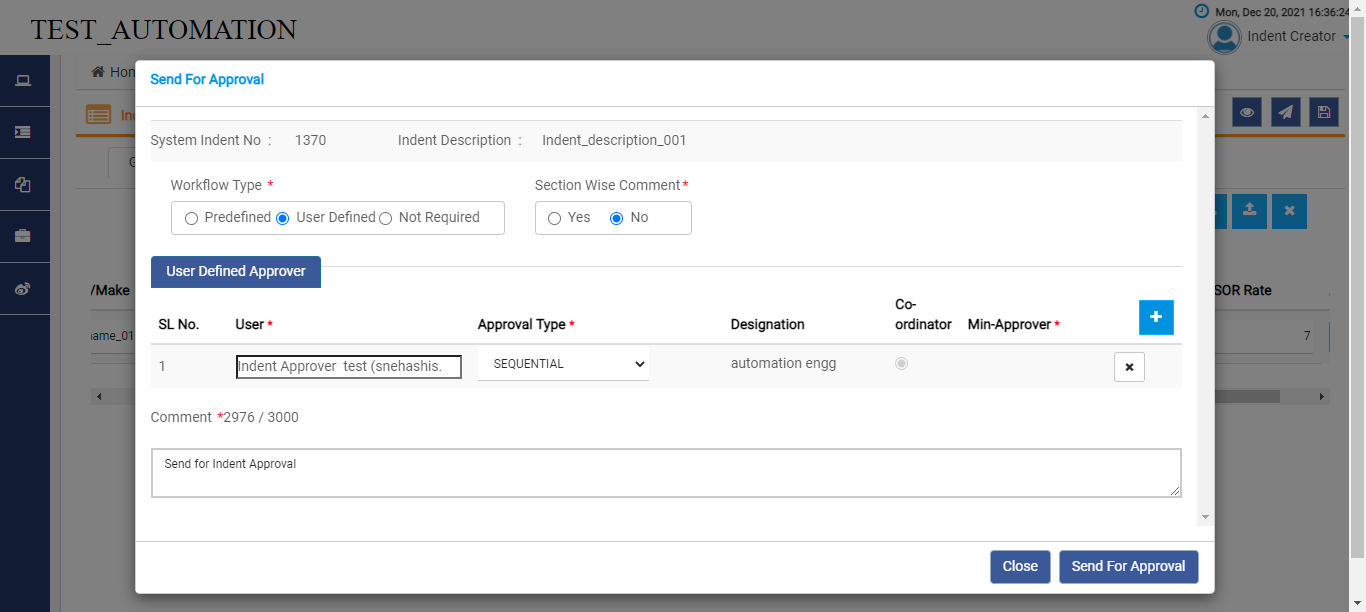 Mon, Dec 20, 2021 16:36:24
TEST_AUTOMATION
Indent Creator
Send For Approval
System Indent No : 1370 Indent Description : Indent_description_001
Workflow Type * Section Wise Comment*
Predefined User Defined Not Required Yes No
User Defined Approver
/Make SOR Rate
SL No. User * Approval Type * Designation Co-ordinator Min-Approver *
ame_01 7
1 Indent Approver test (snehashis. SEQUENTIAL automation engg
Comment *2976 / 3000
Send for Indent Approval
Close Send For Approval